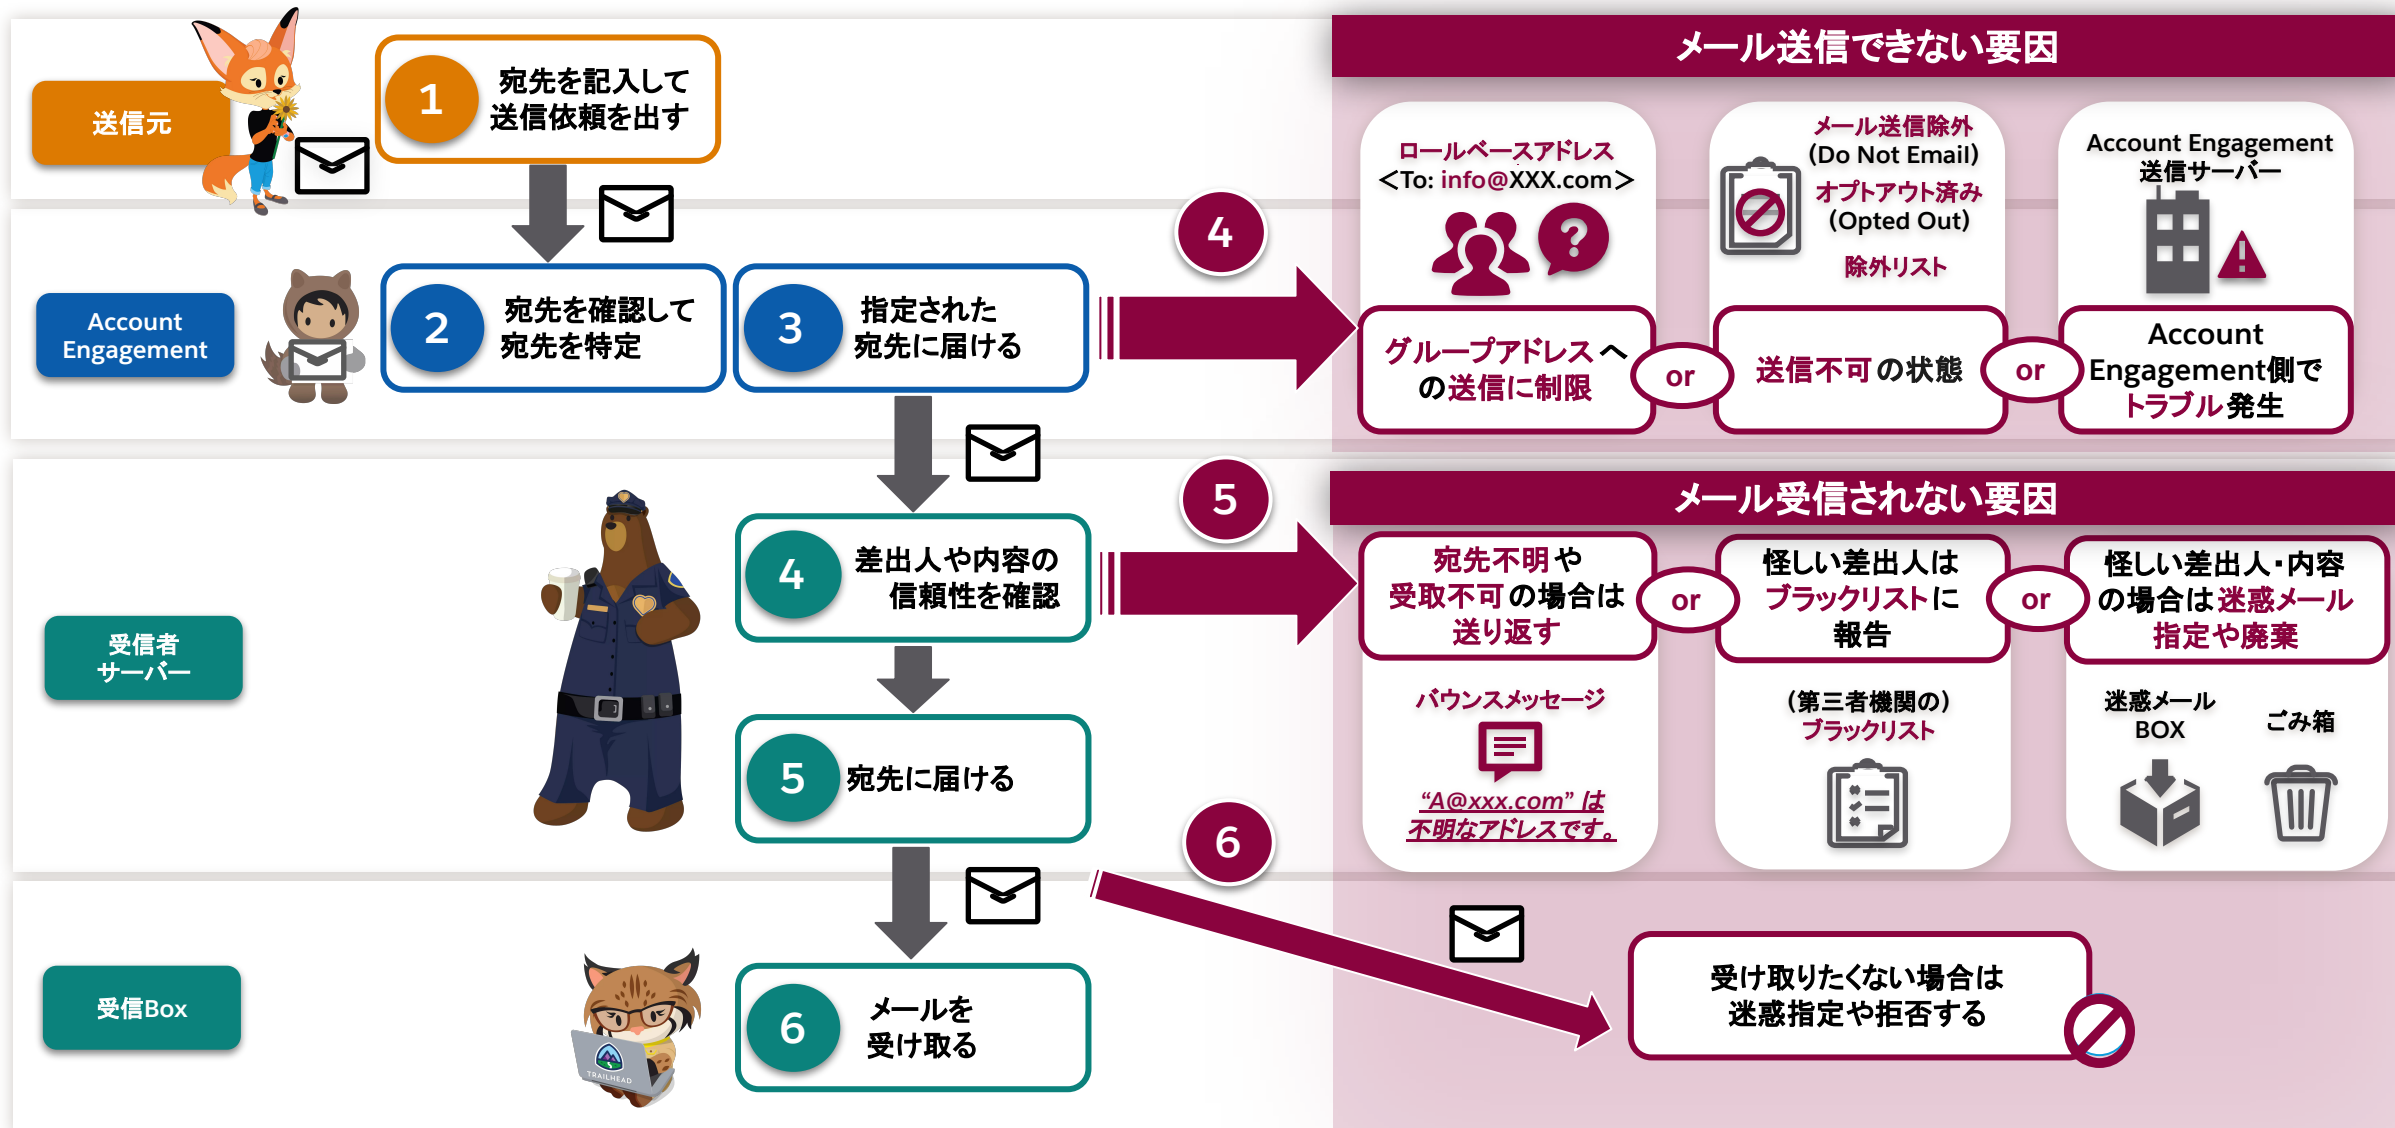 送信元
1
宛先を記入して
送信依頼を出す
Account
Engagement
2
宛先を確認して
宛先を特定
3
指定された
宛先に届ける
4
メール送信できない要因
ロールベースアドレス
<To: info@XXX.com>
?
グループアドレスへ
の送信に制限
or
メール送信除外
(Do Not Email)
オプトアウト済み
(Opted Out)
除外リスト
送信不可の状態
or
Account Engagement
送信サーバー
!
Account
Engagement側で
トラブル発生
受信者
サーバー
4
差出人や内容の
信頼性を確認
5
宛先に届ける
5
メール受信されない要因
宛先不明や
受取不可の場合は
送り返す
バウンスメッセージ
“A@xxx.com” は
不明なアドレスです。
or
怪しい差出人は
ブラックリストに
報告
(第三者機関の)
ブラックリスト
or
怪しい差出人・内容
の場合は迷惑メール
指定や廃棄
迷惑メール
BOX
ごみ箱
受信Box
TRAILHEAD
6
メールを
受け取る
6
受け取りたくない場合は
迷惑指定や拒否する